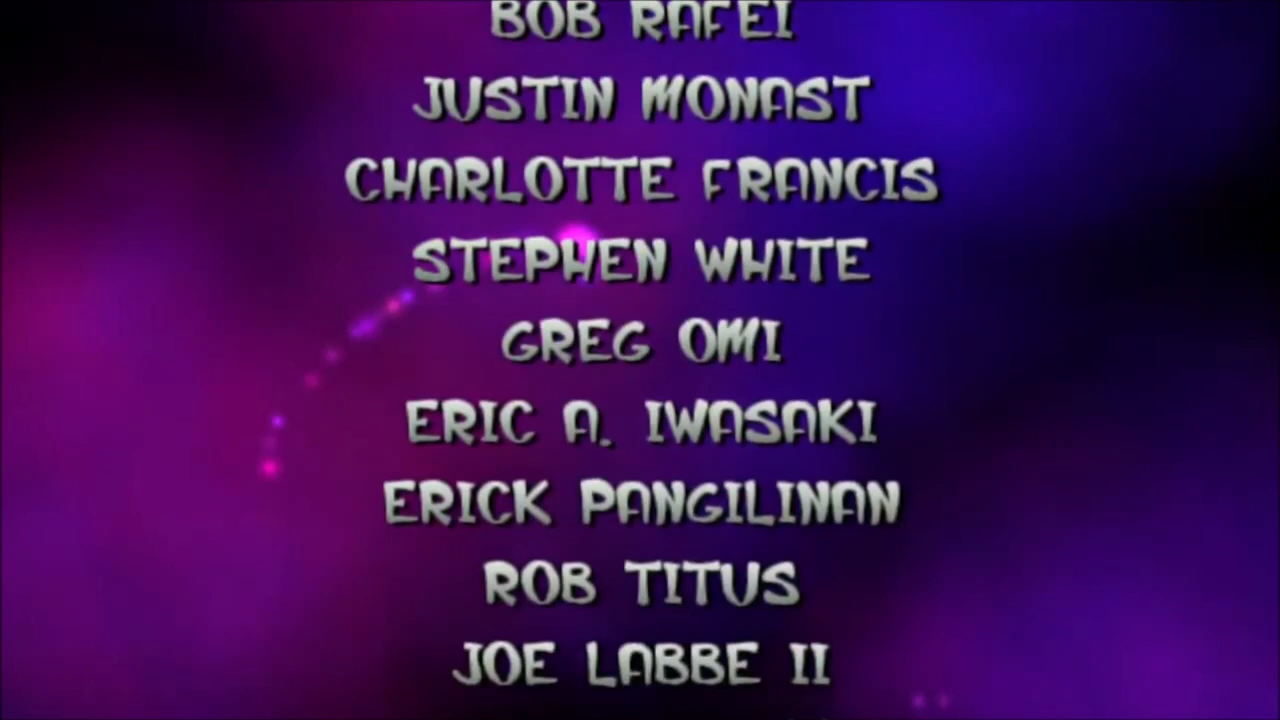 BOB RAFEI
JUSTIN MONAST
CHARLOTTE FRANCIS
STEPHEN WHITE
GREG OMI
ERIC A. IWASAKI
ERICK PANGILINAN
ROB TITUS
JOE LABBE II